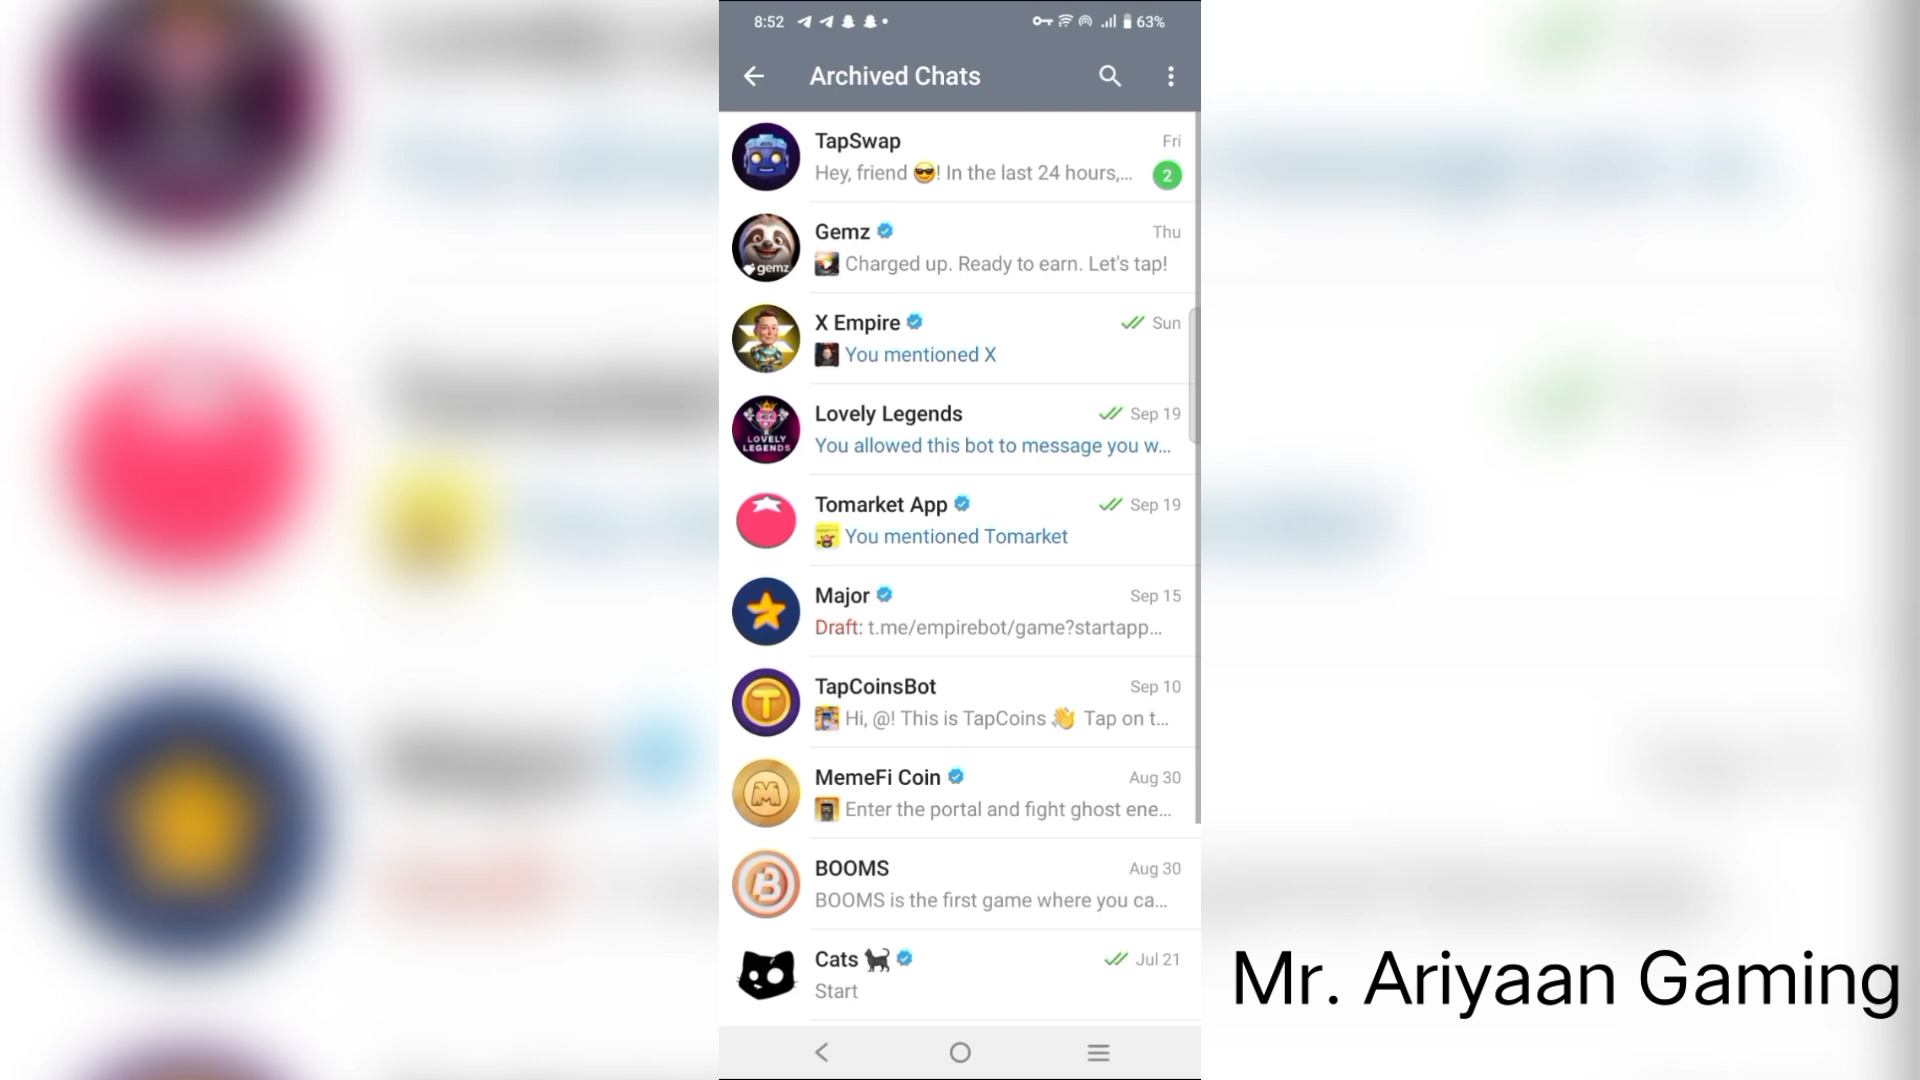 8:52 63%
Archived Chats
TapSwap Fri
Hey, friend 😎! In the last 24 hours,... 2
gemz
Gemz Thu
Charged up. Ready to earn. Let's tap!
X Empire Sun
You mentioned X
LOVELY
LEGENDS
Lovely Legends Sep 19
You allowed this bot to message you w...
Tomarket App Sep 19
You mentioned Tomarket
Major Sep 15
Draft: t.me/empirebot/game?startapp...
T
TapCoinsBot Sep 10
Hi, @! This is TapCoins 👋 Tap on t...
M
MemeFi Coin Aug 30
Enter the portal and fight ghost ene...
B
BOOMS Aug 30
BOOMS is the first game where you ca...
Cats 🐈‍⬛ Jul 21
Start
Mr. Ariyaan Gaming